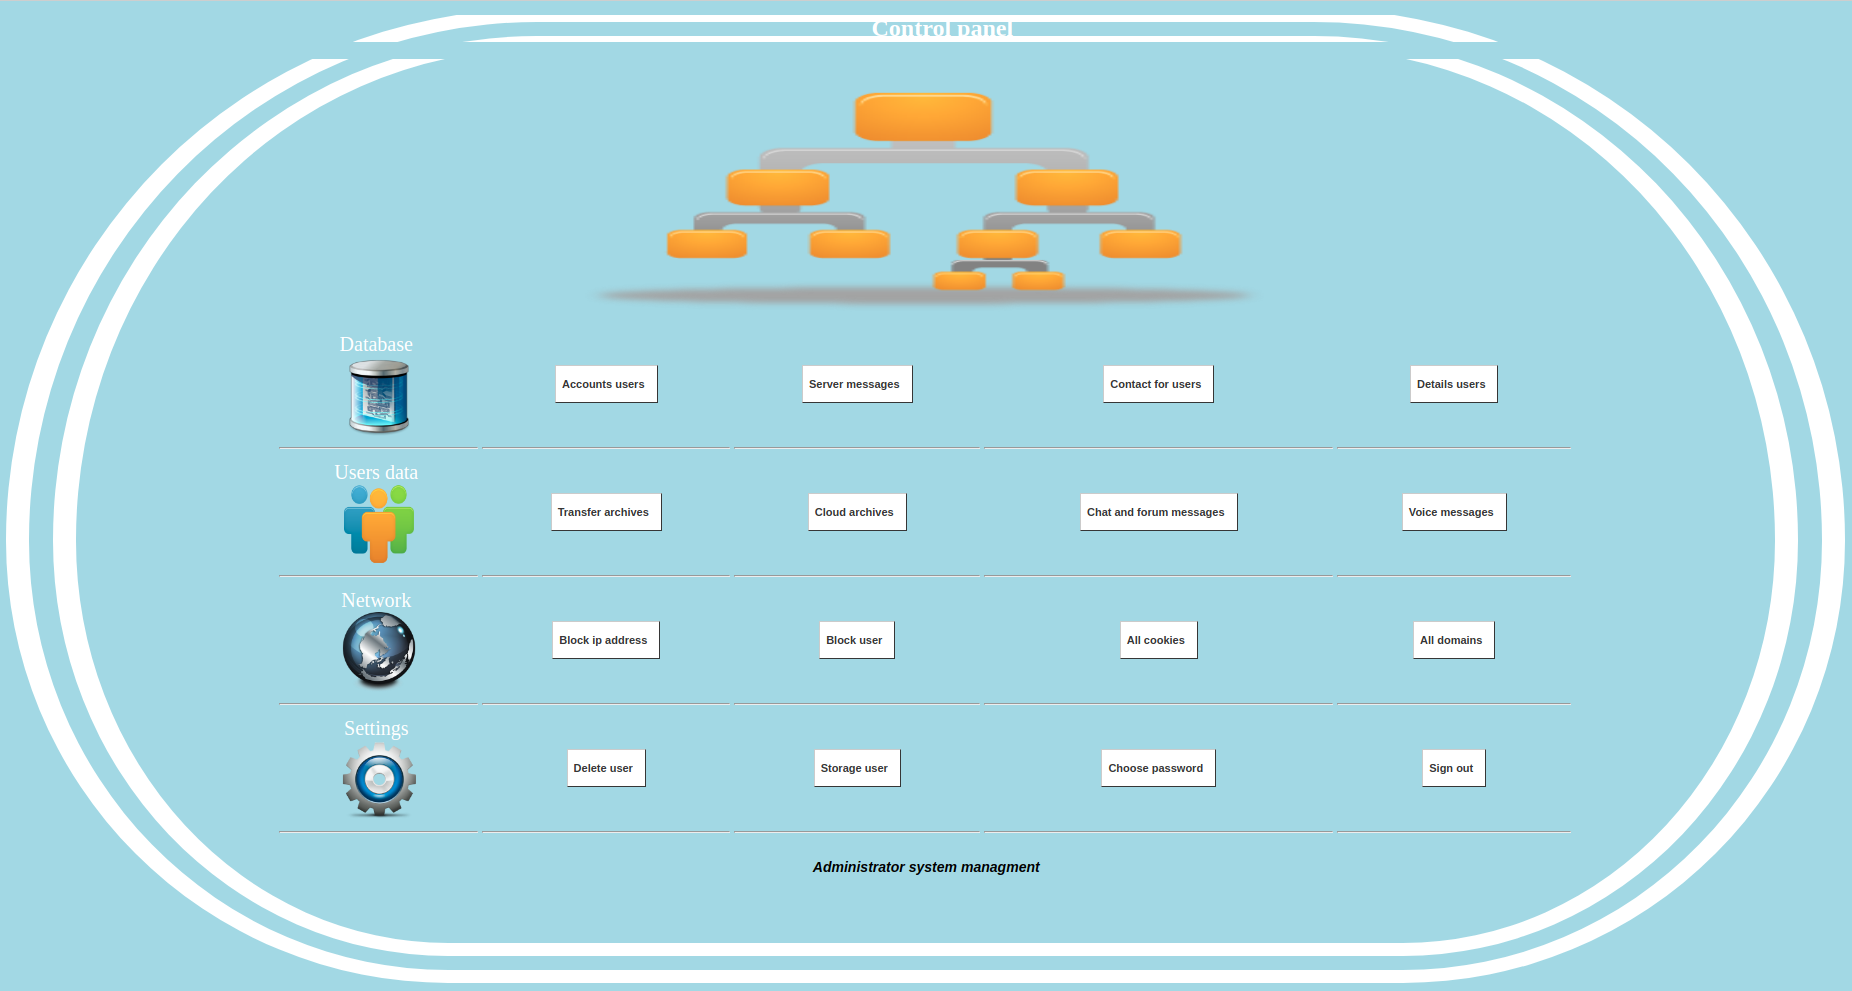 Control panel
Database
Accounts users
Server messages
Contact for users
Details users
Users data
Transfer archives
Cloud archives
Chat and forum messages
Voice messages
Network
Block ip address
Block user
All cookies
All domains
Settings
Delete user
Storage user
Choose password
Sign out
Administrator system managment